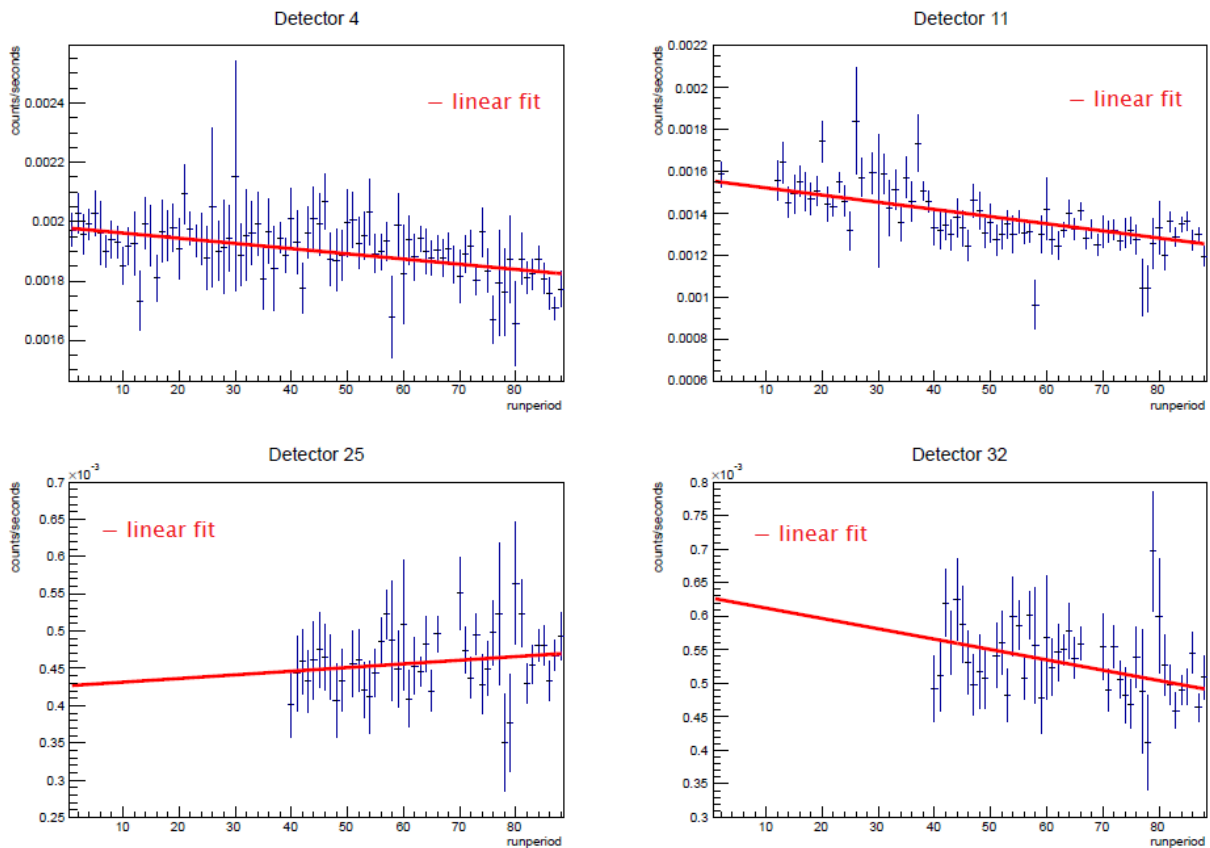 Detector 4
counts/seconds
0.0024
0.0022
0.002
0.0018
0.0016
— linear fit
10 20 30 40 50 60 70 80
runperiod
Detector 11
counts/seconds
0.0022
0.002
0.0018
0.0016
0.0014
0.0012
0.001
0.0008
0.0006
— linear fit
10 20 30 40 50 60 70 80
runperiod
Detector 25
×10⁻³
counts/seconds
0.7
0.65
0.6
0.55
0.5
0.45
0.4
0.35
0.3
0.25
— linear fit
10 20 30 40 50 60 70 80
runperiod
Detector 32
×10⁻³
counts/seconds
0.8
0.75
0.7
0.65
0.6
0.55
0.5
0.45
0.4
0.35
0.3
— linear fit
10 20 30 40 50 60 70 80
runperiod